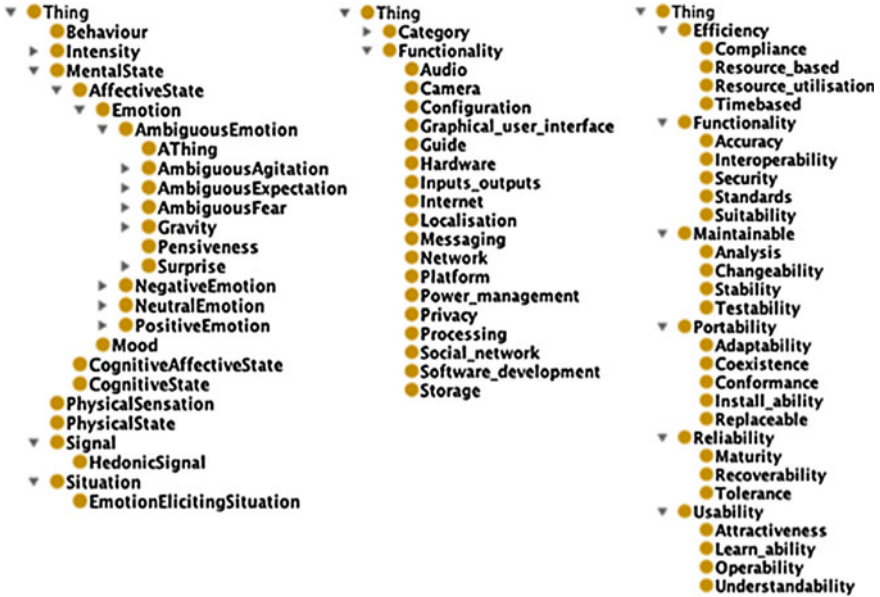 Thing
Behaviour
Intensity
MentalState
AffectiveState
Emotion
AmbiguousEmotion
AThing
AmbiguousAgitation
AmbiguousExpectation
AmbiguousFear
Gravity
Pensiveness
Surprise
NegativeEmotion
NeutralEmotion
PositiveEmotion
Mood
CognitiveAffectiveState
CognitiveState
PhysicalSensation
PhysicalState
Signal
HedonicSignal
Situation
EmotionElicitingSituation
Thing
Category
Functionality
Audio
Camera
Configuration
Graphical_user_interface
Guide
Hardware
Inputs_outputs
Internet
Localisation
Messaging
Network
Platform
Power_management
Privacy
Processing
Social_network
Software_development
Storage
Thing
Efficiency
Compliance
Resource_based
Resource_utilisation
Timebased
Functionality
Accuracy
Interoperability
Security
Standards
Suitability
Maintainable
Analysis
Changeability
Stability
Testability
Portability
Adaptability
Coexistence
Conformance
Install_ability
Replaceable
Reliability
Maturity
Recoverability
Tolerance
Usability
Attractiveness
Learn_ability
Operability
Understandability